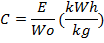 C = E/Wo (kWh/kg)